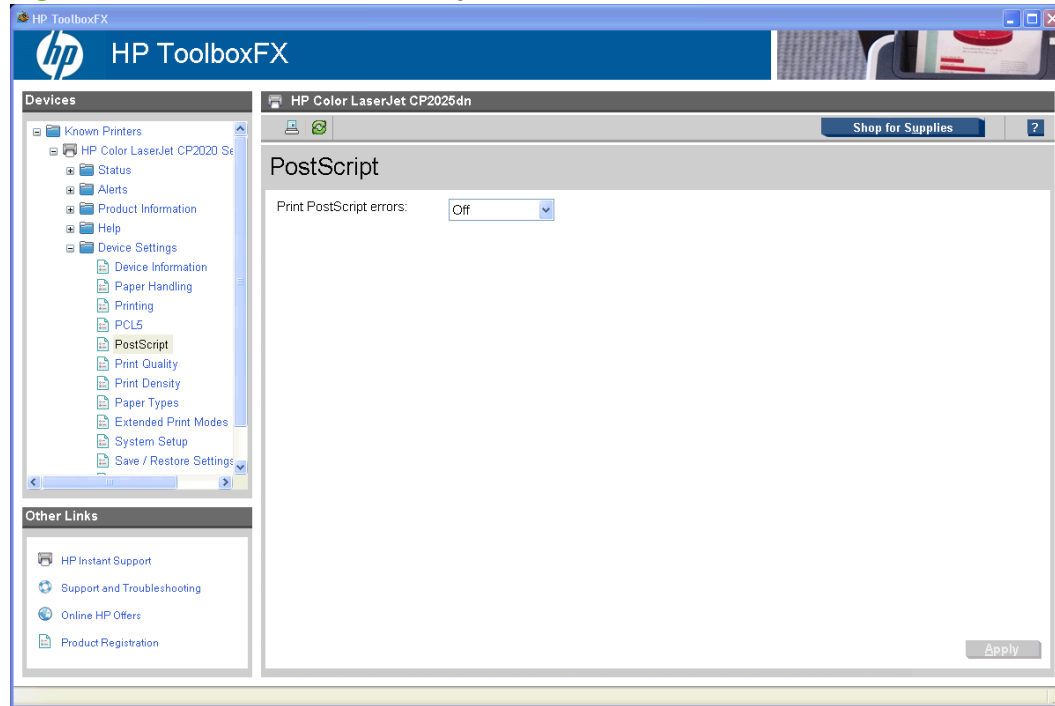 HP ToolboxFX
hp
HP ToolboxFX
Devices
Known Printers
HP Color LaserJet CP2020 Se
Status
Alerts
Product Information
Help
Device Settings
Device Information
Paper Handling
Printing
PCL5
PostScript
Print Quality
Print Density
Paper Types
Extended Print Modes
System Setup
Save / Restore Settings
Other Links
HP Instant Support
Support and Troubleshooting
Online HP Offers
Product Registration
HP Color LaserJet CP2025dn
Shop for Supplies
?
PostScript
Print PostScript errors: Off
Apply